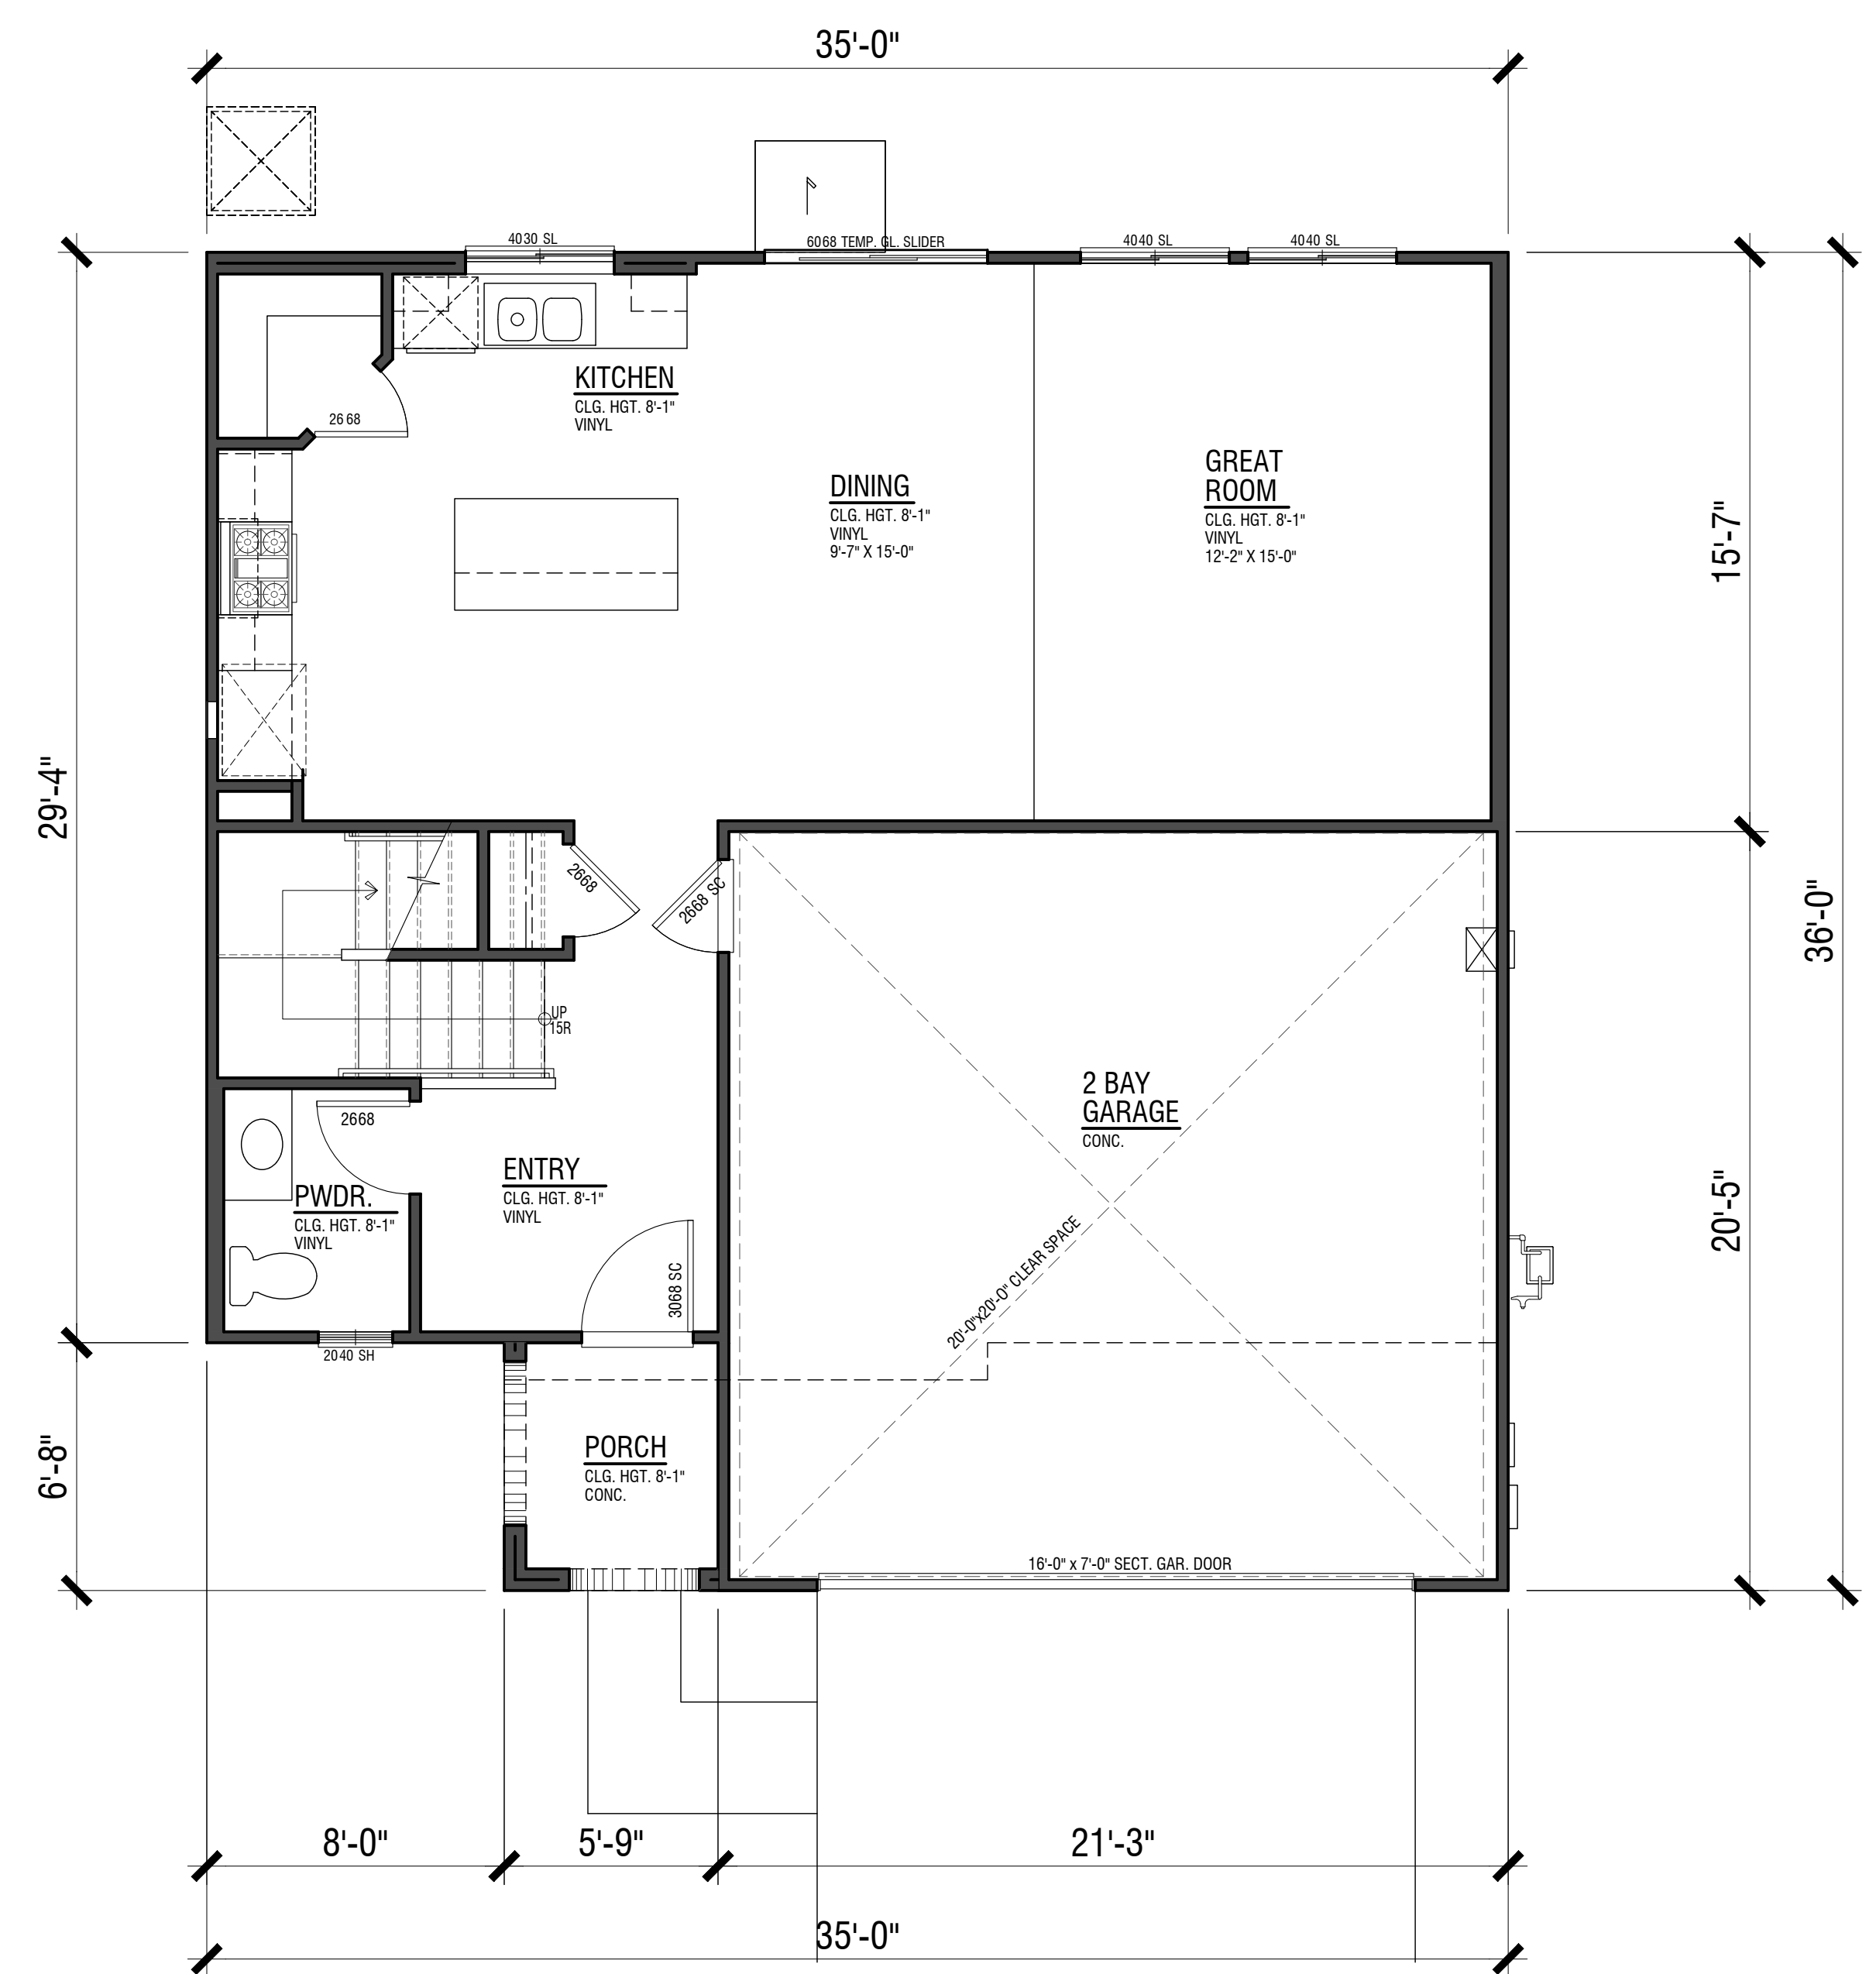 35'-0"
4030 SL
6068 TEMP. GL. SLIDER
4040 SL
4040 SL
KITCHEN
CLG. HGT. 8'-1"
VINYL
2668
DINING
CLG. HGT. 8'-1"
VINYL
9'-7" X 15'-0"
GREAT
ROOM
CLG. HGT. 8'-1"
VINYL
12'-2" X 15'-0"
15'-7"
29'-4"
36'-0"
2668
2668 SC
UP
15R
2 BAY
GARAGE
CONC.
2668
PWDR.
CLG. HGT. 8'-1"
VINYL
ENTRY
CLG. HGT. 8'-1"
VINYL
20'-5"
3068 SC
20'-0"x20'-0" CLEAR SPACE
2040 SH
6'-8"
PORCH
CLG. HGT. 8'-1"
CONC.
16'-0" x 7'-0" SECT. GAR. DOOR
8'-0"
5'-9"
21'-3"
35'-0"